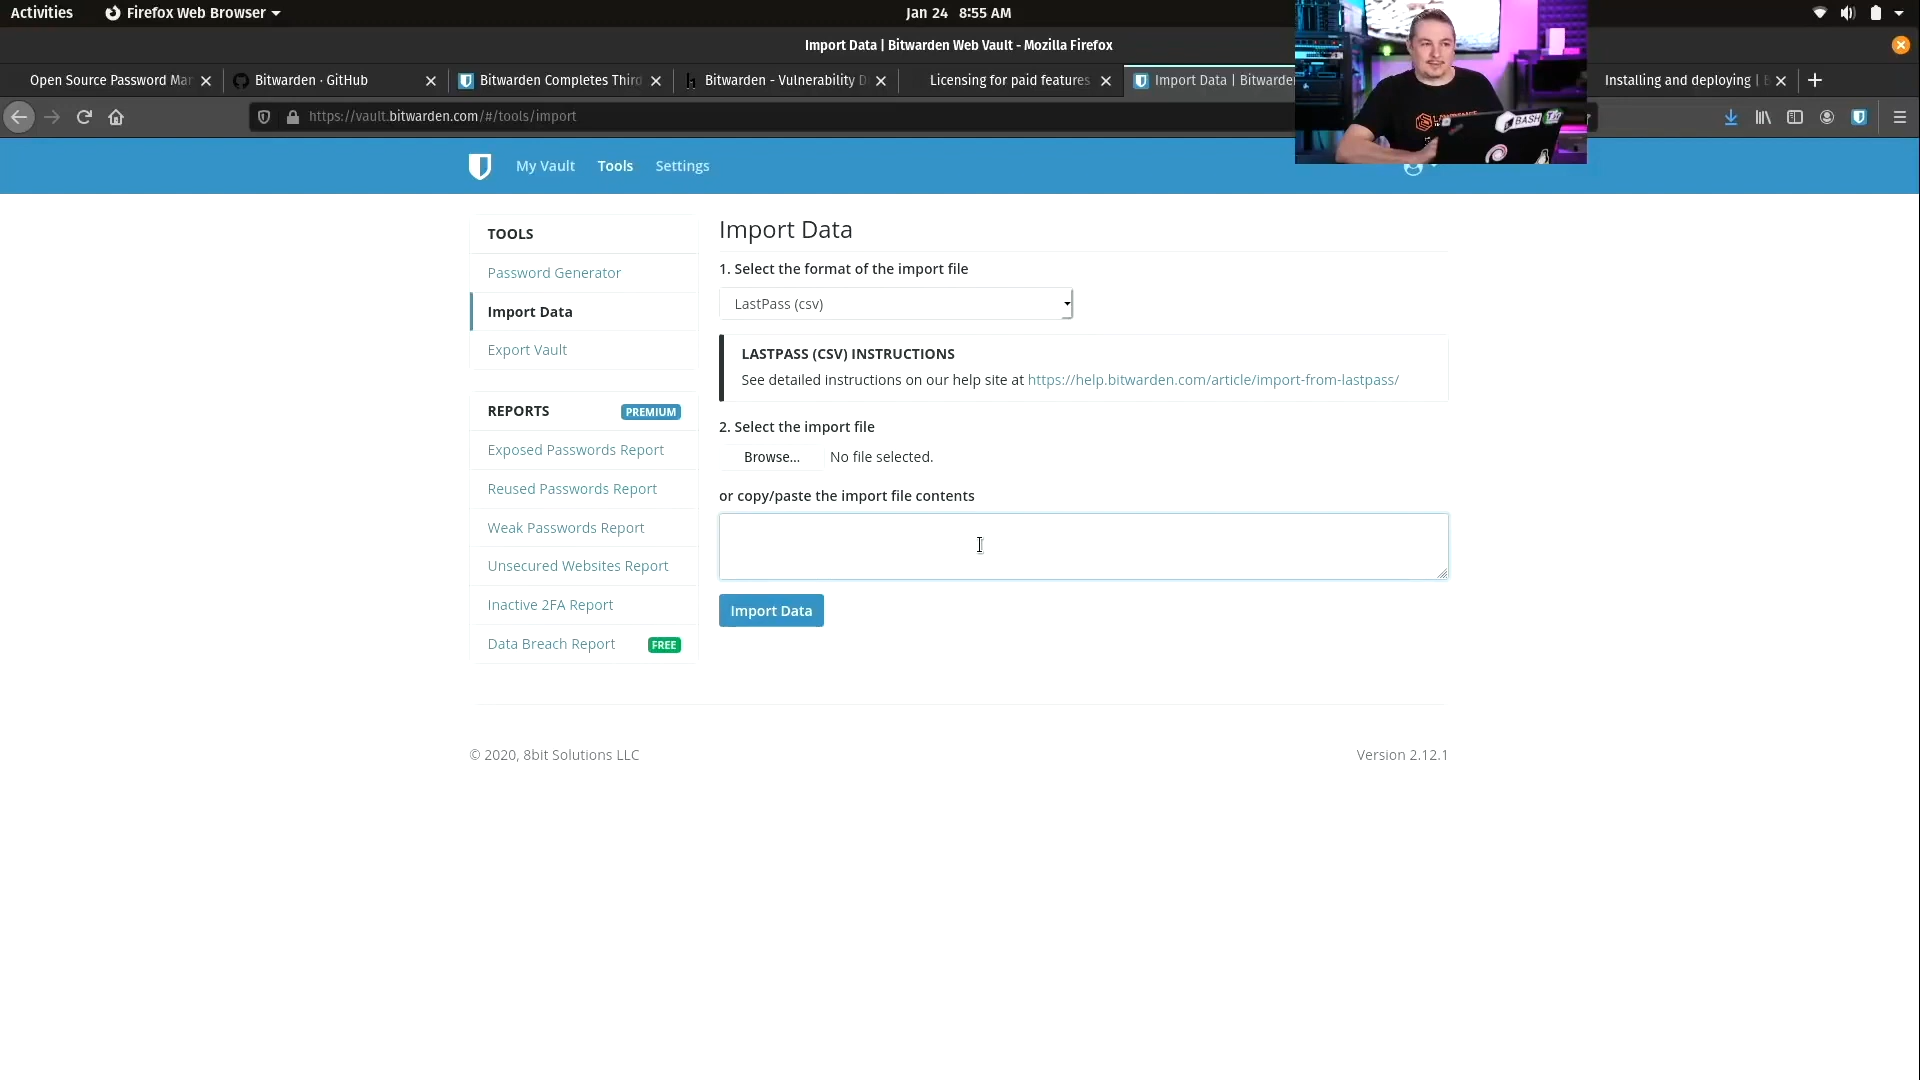 Activities
Firefox Web Browser
Jan 24 8:55 AM
Import Data | Bitwarden Web Vault - Mozilla Firefox
Open Source Password Mar
Bitwarden · GitHub
Bitwarden Completes Third
Bitwarden - Vulnerability D
Licensing for paid features
Import Data | Bitwarden
Installing and deploying |
https://vault.bitwarden.com/#/tools/import
BASH
My Vault
Tools
Settings
TOOLS
Password Generator
Import Data
Export Vault
REPORTS
PREMIUM
Exposed Passwords Report
Reused Passwords Report
Weak Passwords Report
Unsecured Websites Report
Inactive 2FA Report
Data Breach Report
FREE
Import Data
1. Select the format of the import file
LastPass (csv)
LASTPASS (CSV) INSTRUCTIONS
See detailed instructions on our help site at https://help.bitwarden.com/article/import-from-lastpass/
2. Select the import file
Browse...
No file selected.
or copy/paste the import file contents
Import Data
© 2020, 8bit Solutions LLC
Version 2.12.1